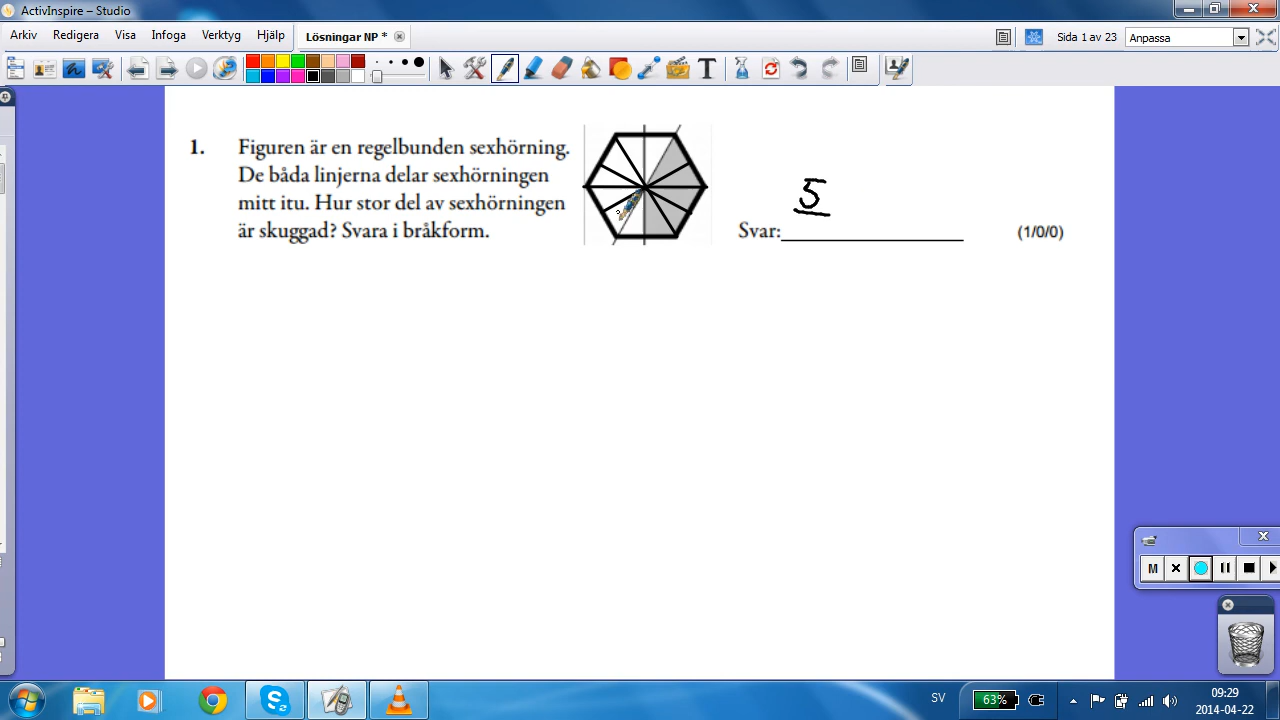 ActivInspire – Studio
Arkiv Redigera Visa Infoga Verktyg Hjälp
Lösningar NP *
Sida 1 av 23
Anpassa
1. Figuren är en regelbunden sexhörning.
De båda linjerna delar sexhörningen
mitt itu. Hur stor del av sexhörningen
är skuggad? Svara i bråkform.
5
Svar:
(1/0/0)
M
SV
63%
09:29
2014-04-22